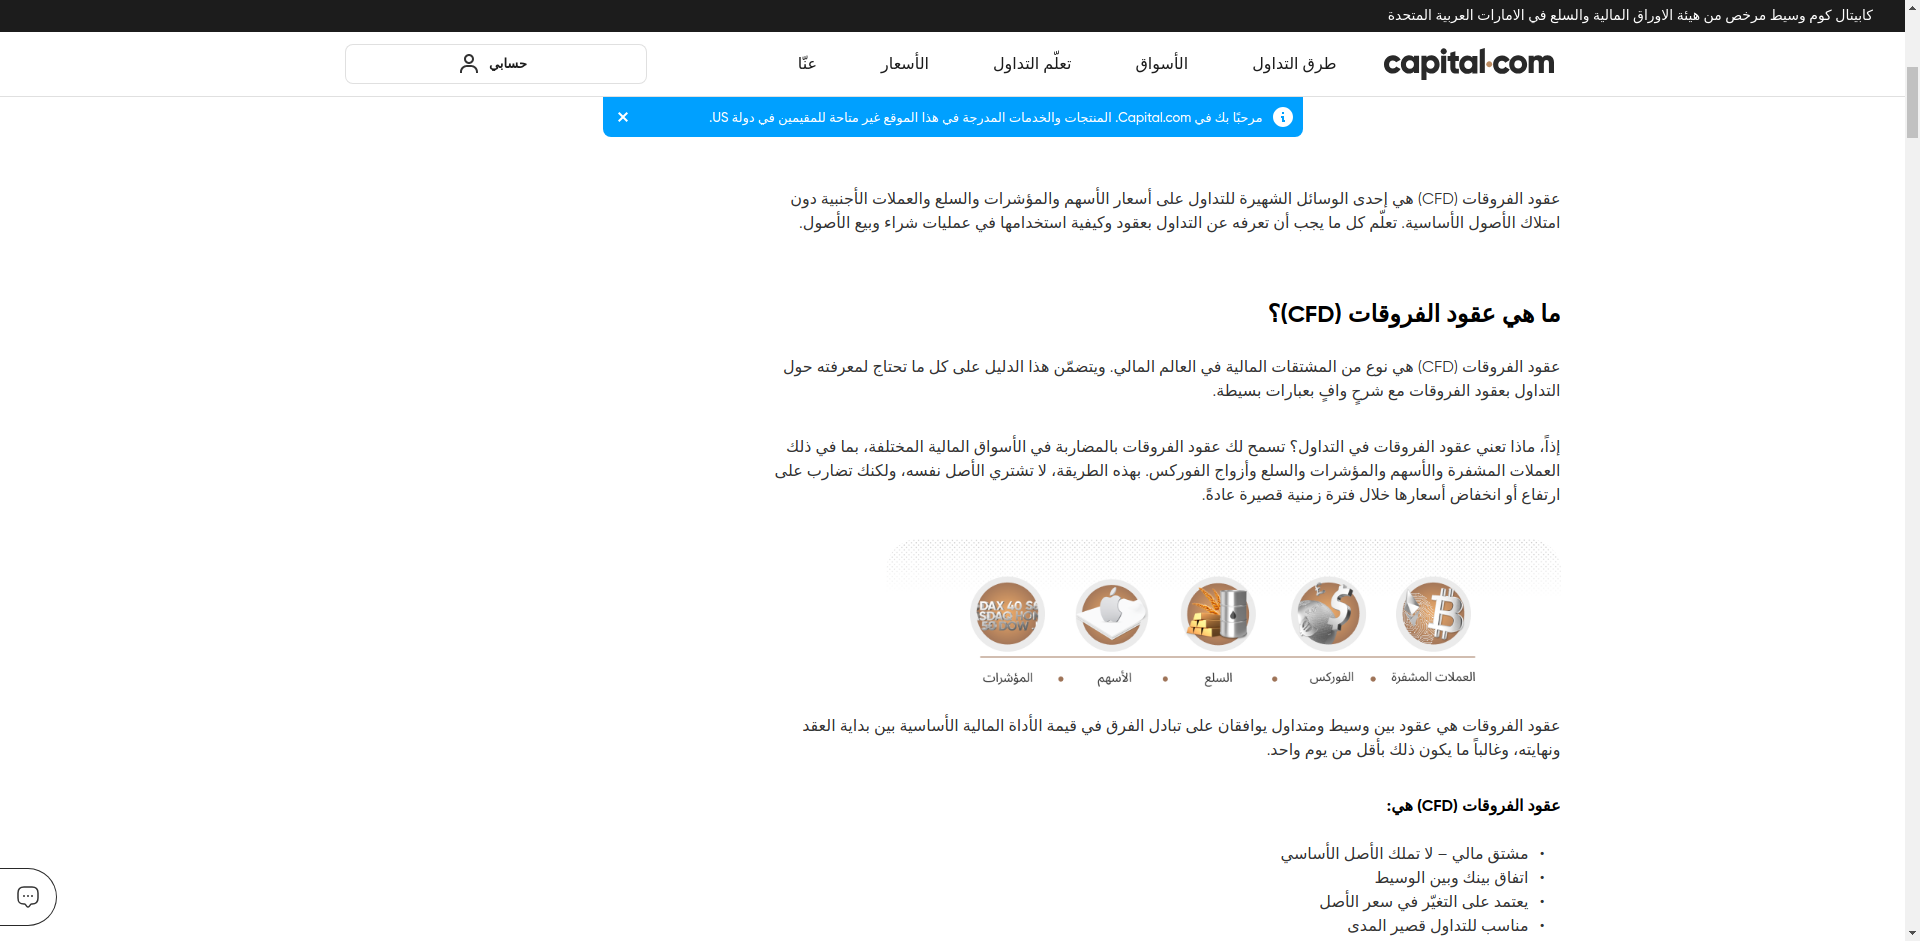 كابيتال كوم وسيط مرخص من هيئة الاوراق المالية والسلع في الامارات العربية المتحدة
capital.com
طرق التداول
الأسواق
تعلّم التداول
الأسعار
عنّا
حسابي
مرحبًا بك في Capital.com. المنتجات والخدمات المدرجة في هذا الموقع غير متاحة للمقيمين في دولة US.
عقود الفروقات (CFD) هي إحدى الوسائل الشهيرة للتداول على أسعار الأسهم والمؤشرات والسلع والعملات الأجنبية دون
امتلاك الأصول الأساسية. تعلّم كل ما يجب أن تعرفه عن التداول بعقود وكيفية استخدامها في عمليات شراء وبيع الأصول.
ما هي عقود الفروقات (CFD)؟
عقود الفروقات (CFD) هي نوع من المشتقات المالية في العالم المالي. ويتضمّن هذا الدليل على كل ما تحتاج لمعرفته حول
التداول بعقود الفروقات مع شرحٍ وافٍ بعبارات بسيطة.
إذاً، ماذا تعني عقود الفروقات في التداول؟ تسمح لك عقود الفروقات بالمضاربة في الأسواق المالية المختلفة، بما في ذلك
العملات المشفرة والأسهم والمؤشرات والسلع وأزواج الفوركس. بهذه الطريقة، لا تشتري الأصل نفسه، ولكنك تضارب على
ارتفاع أو انخفاض أسعارها خلال فترة زمنية قصيرة عادةً.
DAX 40
العملات المشفرة • الفوركس • السلع • الأسهم • المؤشرات
عقود الفروقات هي عقود بين وسيط ومتداول يوافقان على تبادل الفرق في قيمة الأداة المالية الأساسية بين بداية العقد
ونهايته، وغالباً ما يكون ذلك بأقل من يوم واحد.
عقود الفروقات (CFD) هي:
• مشتق مالي – لا تملك الأصل الأساسي
• اتفاق بينك وبين الوسيط
• يعتمد على التغيّر في سعر الأصل
• مناسب للتداول قصير المدى